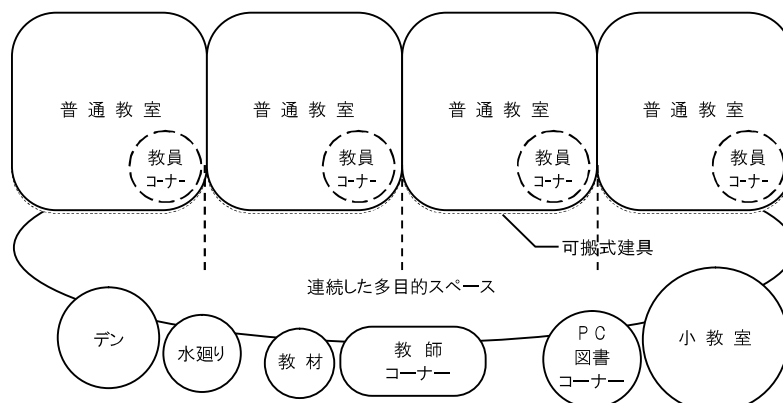 普通教室
普通教室
普通教室
普通教室
教員
コーナー
教員
コーナー
教員
コーナー
教員
コーナー
可搬式建具
連続した多目的スペース
デン
水廻り
教材
教師
コーナー
PC
図書
コーナー
小教室